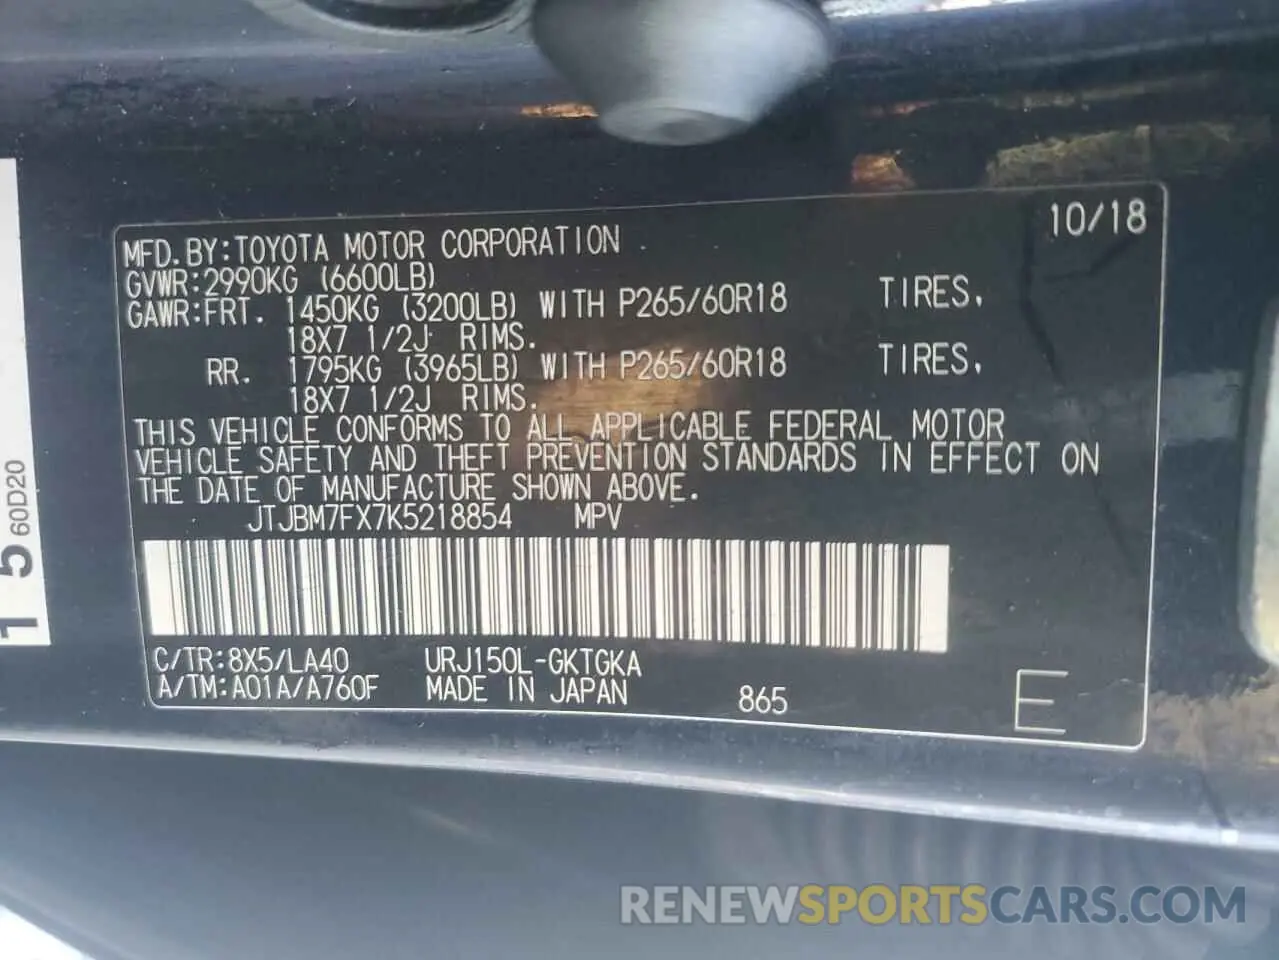 10/18
MFD.BY:TOYOTA MOTOR CORPORATION
GVWR:2990KG (6600LB)
GAWR:FRT. 1450KG (3200LB) WITH P265/60R18 TIRES,
18X7 1/2J RIMS.
RR. 1795KG (3965LB) WITH P265/60R18 TIRES,
18X7 1/2J RIMS.
THIS VEHICLE CONFORMS TO ALL APPLICABLE FEDERAL MOTOR
VEHICLE SAFETY AND THEFT PREVENTION STANDARDS IN EFFECT ON
THE DATE OF MANUFACTURE SHOWN ABOVE.
JTJBM7FX7K5218854 MPV
C/TR:8X5/LA40 URJ150L-GKTGKA
A/TM:A01A/A760F MADE IN JAPAN 865
E
1 5 60D20
RENEWSPORTSCARS.COM